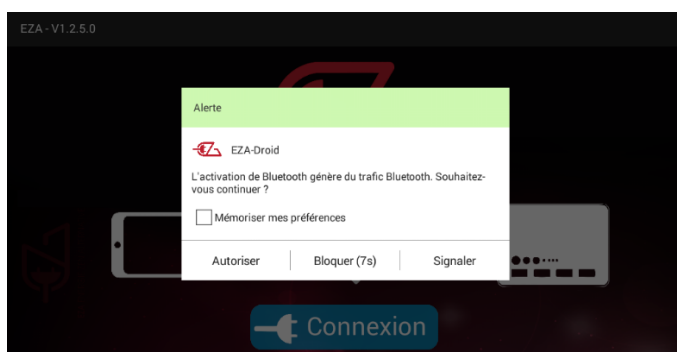 EZA - V1.2.5.0
Alerte
EZA-Droid
L'activation de Bluetooth génère du trafic Bluetooth. Souhaitez-
vous continuer ?
Mémoriser mes préférences
Autoriser
Bloquer (7s)
Signaler
Connexion